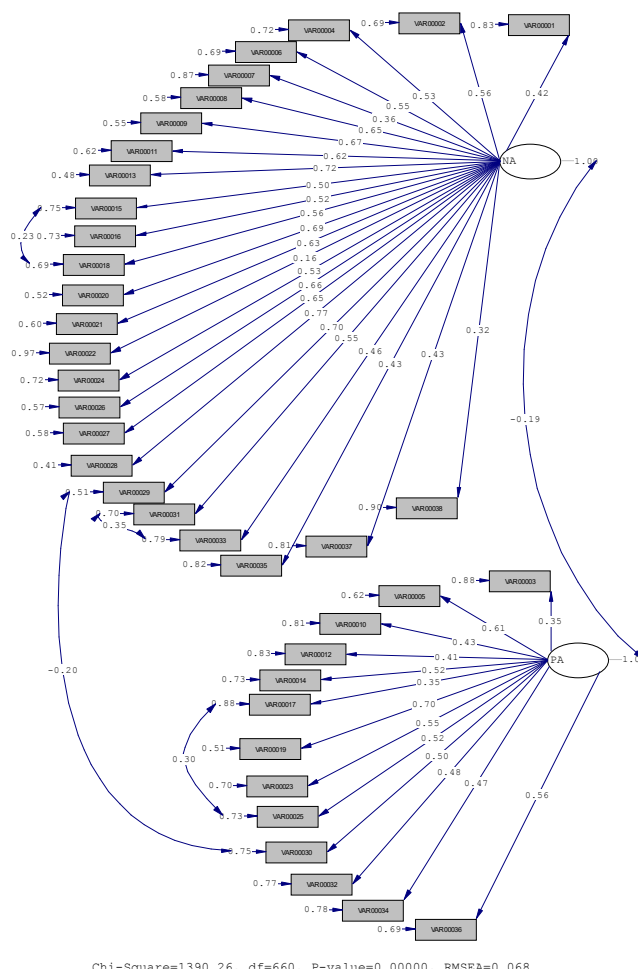 0.83 VAR00001
0.69 VAR00002
0.72 VAR00004
0.69 VAR00006
0.87 VAR00007
0.58 VAR00008
0.55 VAR00009
0.62 VAR00011
0.48 VAR00013
0.75 VAR00015
0.23
0.73 VAR00016
0.69 VAR00018
0.52 VAR00020
0.60 VAR00021
0.97 VAR00022
0.72 VAR00024
0.57 VAR00026
0.58 VAR00027
0.41 VAR00028
0.51 VAR00029
0.70 VAR00031
0.35
0.79 VAR00033
0.82 VAR00035
0.81 VAR00037
0.90 VAR00038
0.42
0.56
0.53
0.55
0.36
0.65
0.67
0.62
0.72
0.50
0.52
0.56
0.69
0.63
0.16
0.53
0.66
0.65
0.77
0.70
0.55
0.46
0.43
0.43
0.32
NA
1.00
-0.19
-0.20
0.88 VAR00003
0.62 VAR00005
0.81 VAR00010
0.83 VAR00012
0.73 VAR00014
0.88 VAR00017
0.51 VAR00019
0.30
0.70 VAR00023
0.73 VAR00025
0.75 VAR00030
0.77 VAR00032
0.78 VAR00034
0.69 VAR00036
0.35
0.61
0.43
0.41
0.52
0.35
0.70
0.55
0.52
0.50
0.48
0.47
0.56
PA
Chi-Square=1390.26, df=660, P-value=0.00000, RMSEA=0.068